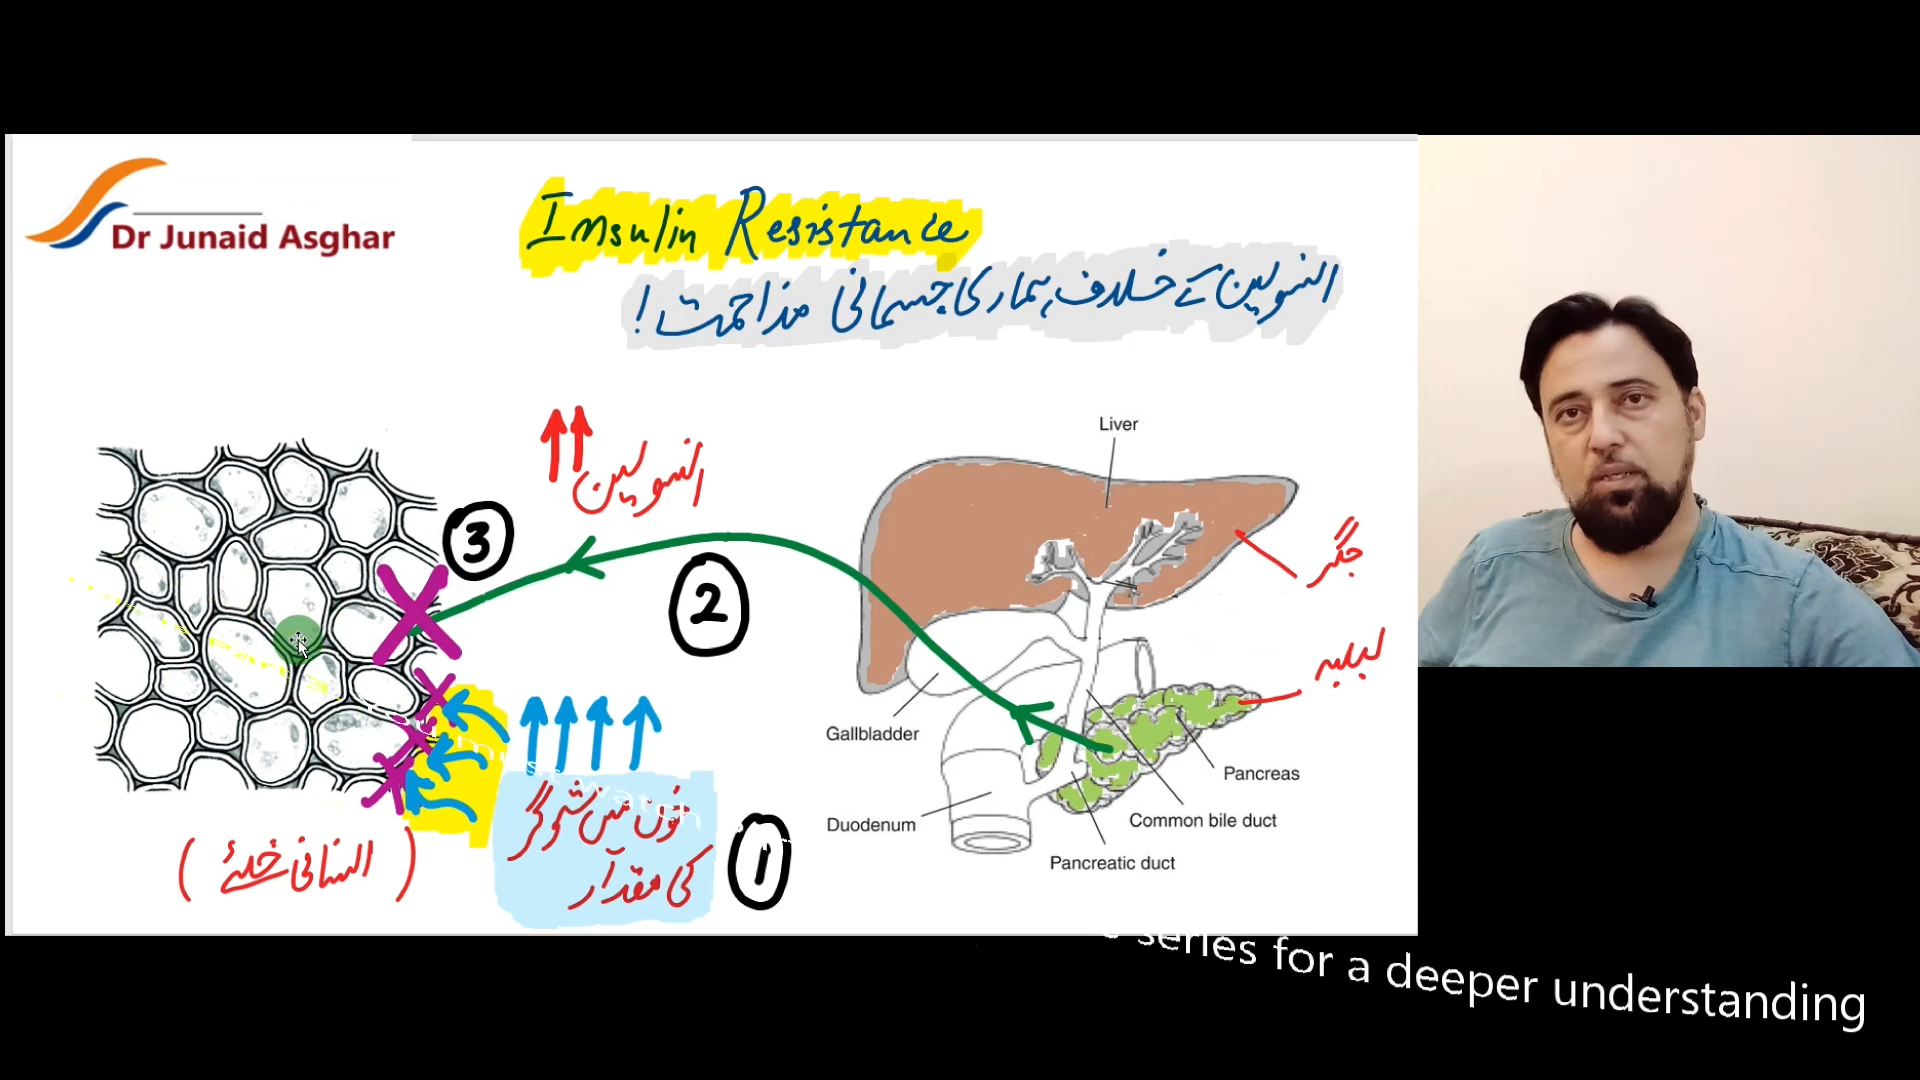 Dr Junaid Asghar
Insulin Resistance
انسولین کے خلاف ہماری جسمانی مزاحمت!
Liver
انسولین
3
جگر
2
لبلبہ
Gallbladder
Pancreas
خون میں شوگر
کی مقدار
1
Duodenum
Common bile duct
Pancreatic duct
(انسانی خلئے)
series for a deeper understanding